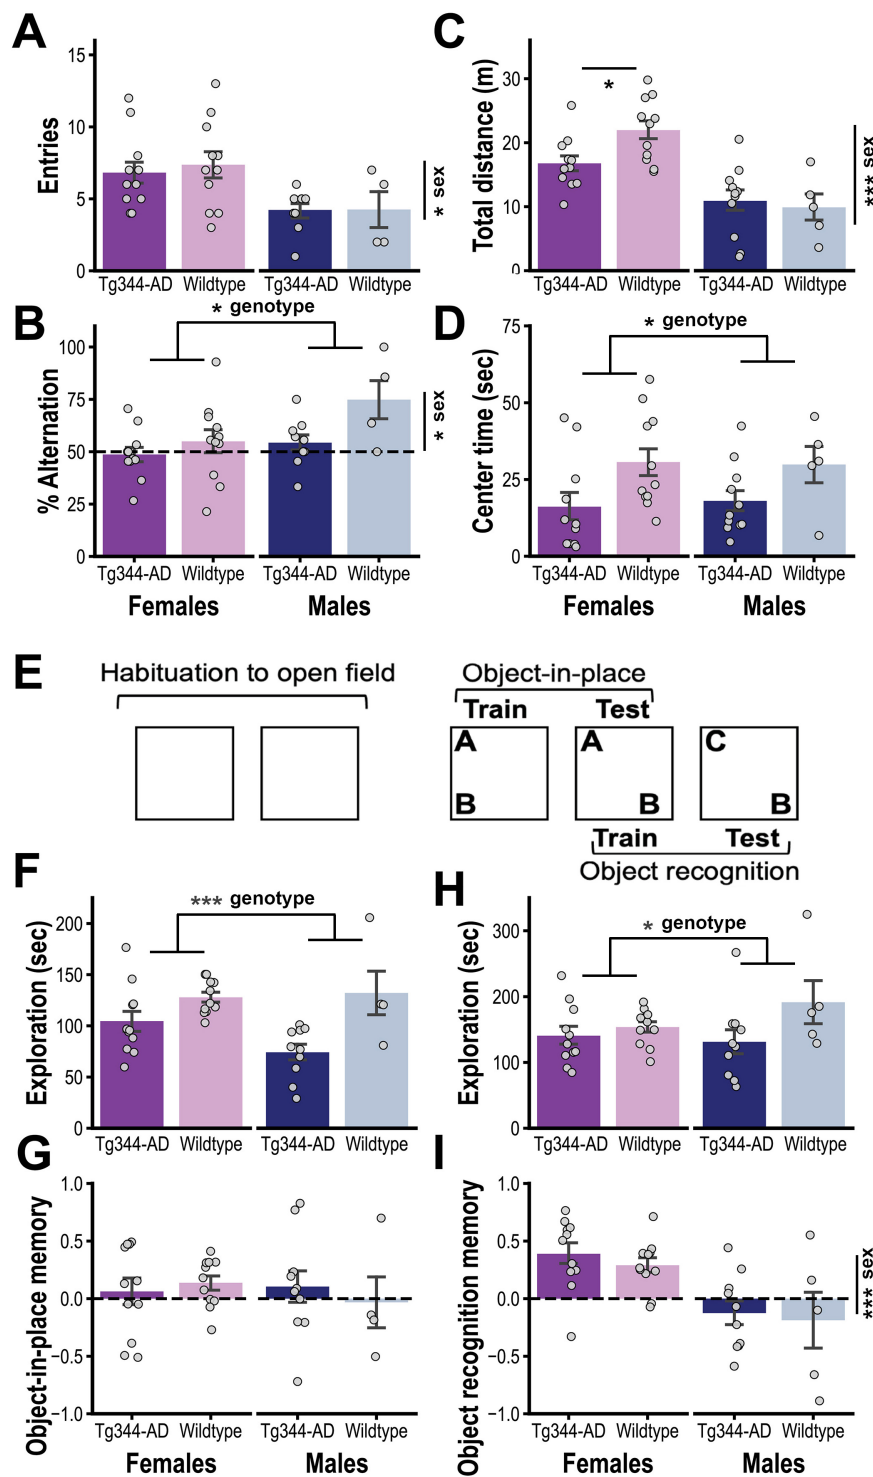 A
Entries
15
10
5
0
Tg344-AD Wildtype Tg344-AD Wildtype
* sex
C
Total distance (m)
30
20
10
0
*
Tg344-AD Wildtype Tg344-AD Wildtype
*** sex
B
% Alternation
* genotype
100
75
50
25
0
* sex
Tg344-AD Wildtype Tg344-AD Wildtype
Females Males
D
Center time (sec)
* genotype
75
50
25
0
Tg344-AD Wildtype Tg344-AD Wildtype
Females Males
E
Habituation to open field
Object-in-place
Train Test
A A C
B B B
Train Test
Object recognition
F
Exploration (sec)
*** genotype
200
150
100
50
0
Tg344-AD Wildtype Tg344-AD Wildtype
H
Exploration (sec)
* genotype
300
200
100
0
Tg344-AD Wildtype Tg344-AD Wildtype
G
Object-in-place memory
1.0
0.5
0.0
−0.5
−1.0
Tg344-AD Wildtype Tg344-AD Wildtype
Females Males
I
Object recognition memory
1.0
0.5
0.0
−0.5
−1.0
*** sex
Tg344-AD Wildtype Tg344-AD Wildtype
Females Males